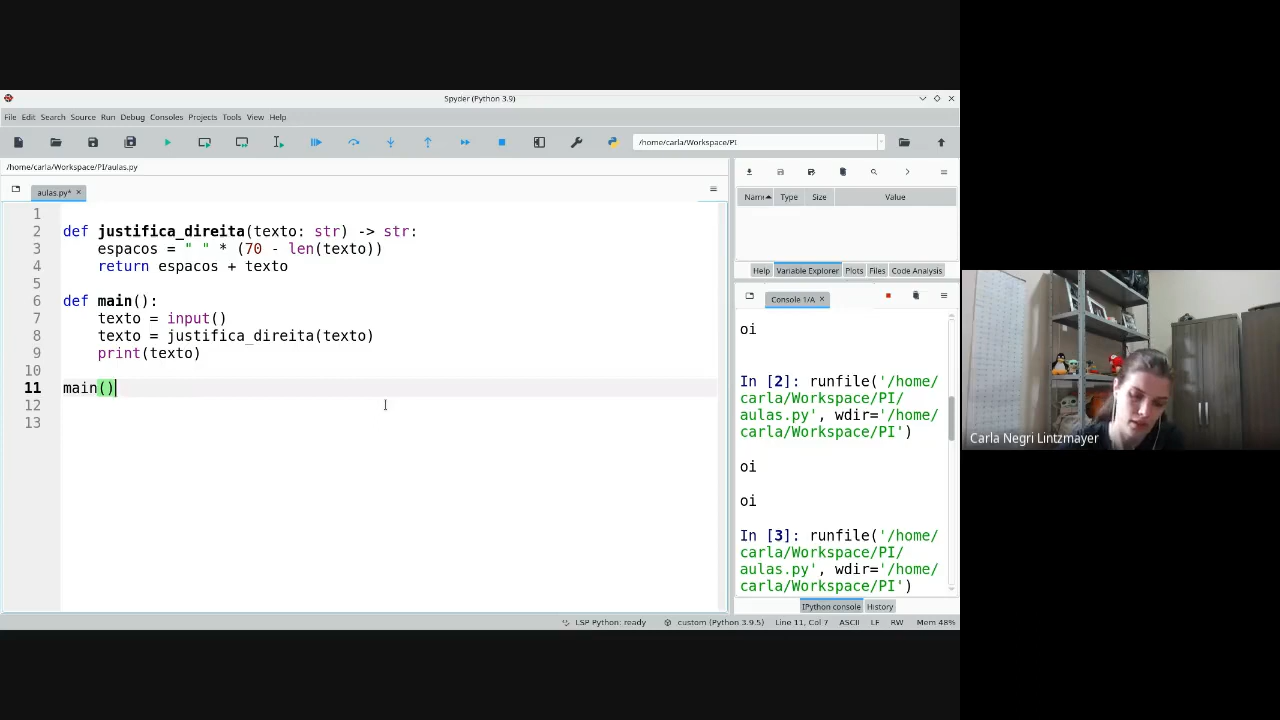 Spyder (Python 3.9)
File Edit Search Source Run Debug Consoles Projects Tools View Help
/home/carla/Workspace/PI
/home/carla/Workspace/PI/aulas.py
aulas.py*
1
2 def justifica_direita(texto: str) -> str:
3 espacos = " " * (70 - len(texto))
4 return espacos + texto
5
6 def main():
7 texto = input()
8 texto = justifica_direita(texto)
9 print(texto)
10
11 main()
12
13
Name Type Size Value
Help Variable Explorer Plots Files Code Analysis
Console 1/A
oi
In [2]: runfile('/home/
carla/Workspace/PI/
aulas.py', wdir='/home/
carla/Workspace/PI')
oi
oi
In [3]: runfile('/home/
carla/Workspace/PI/
aulas.py', wdir='/home/
carla/Workspace/PI')
IPython console History
LSP Python: ready custom (Python 3.9.5) Line 11, Col 7 ASCII LF RW Mem 48%
Carla Negri Lintzmayer